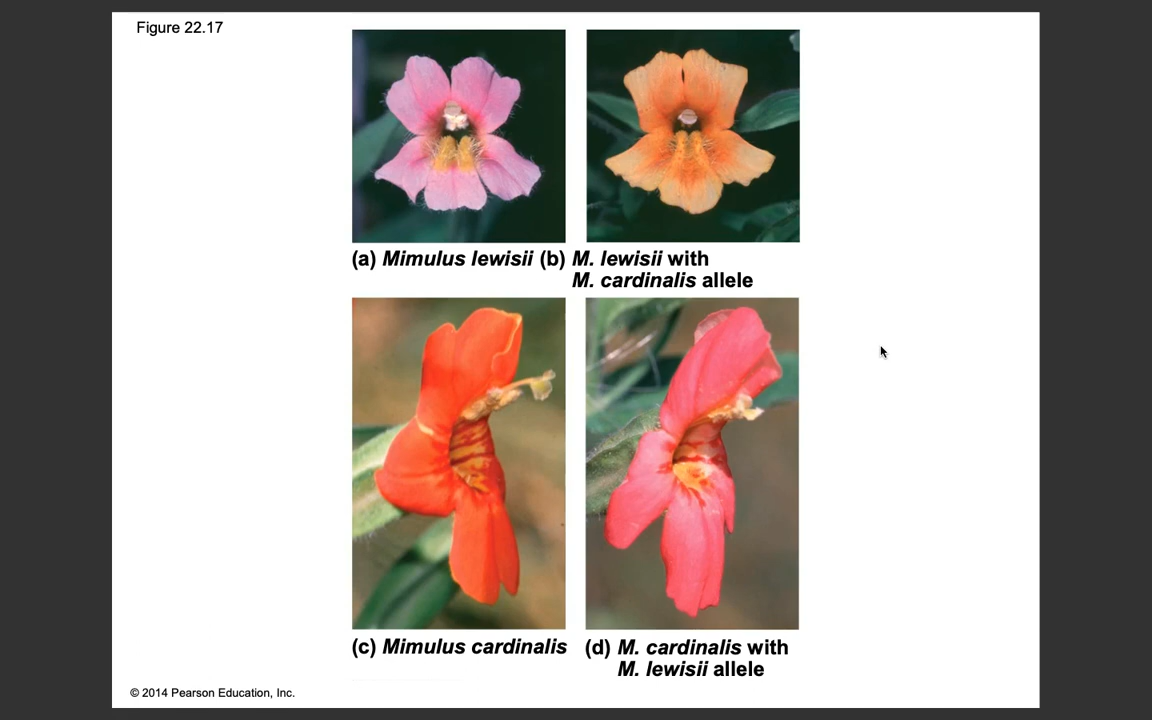 Figure 22.17
(a) Mimulus lewisii (b) M. lewisii with
M. cardinalis allele
(c) Mimulus cardinalis
(d) M. cardinalis with
M. lewisii allele
© 2014 Pearson Education, Inc.